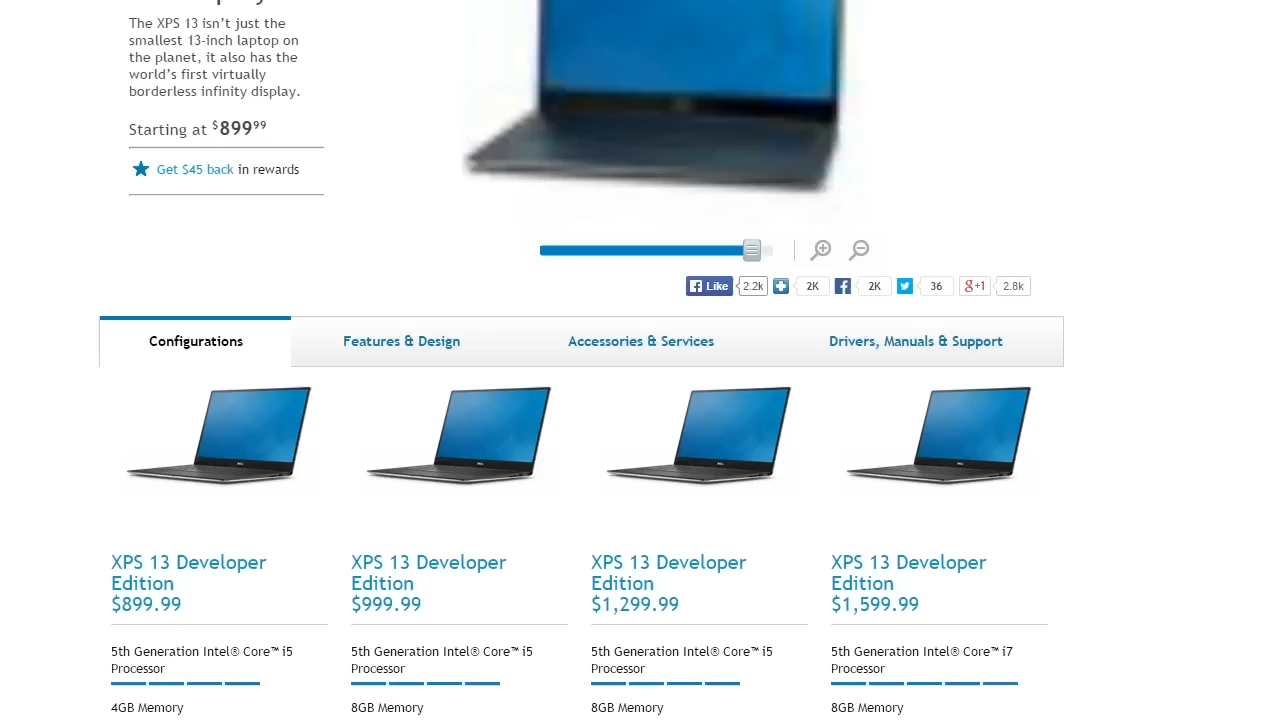 The XPS 13 isn't just the
smallest 13-inch laptop on
the planet, it also has the
world's first virtually
borderless infinity display.
Starting at $899⁹⁹
Get $45 back in rewards
Like 2.2k 2K 2K 36 g+1 2.8k
Configurations Features & Design Accessories & Services Drivers, Manuals & Support
XPS 13 Developer
Edition
$899.99
5th Generation Intel® Core™ i5
Processor
4GB Memory
XPS 13 Developer
Edition
$999.99
5th Generation Intel® Core™ i5
Processor
8GB Memory
XPS 13 Developer
Edition
$1,299.99
5th Generation Intel® Core™ i5
Processor
8GB Memory
XPS 13 Developer
Edition
$1,599.99
5th Generation Intel® Core™ i7
Processor
8GB Memory